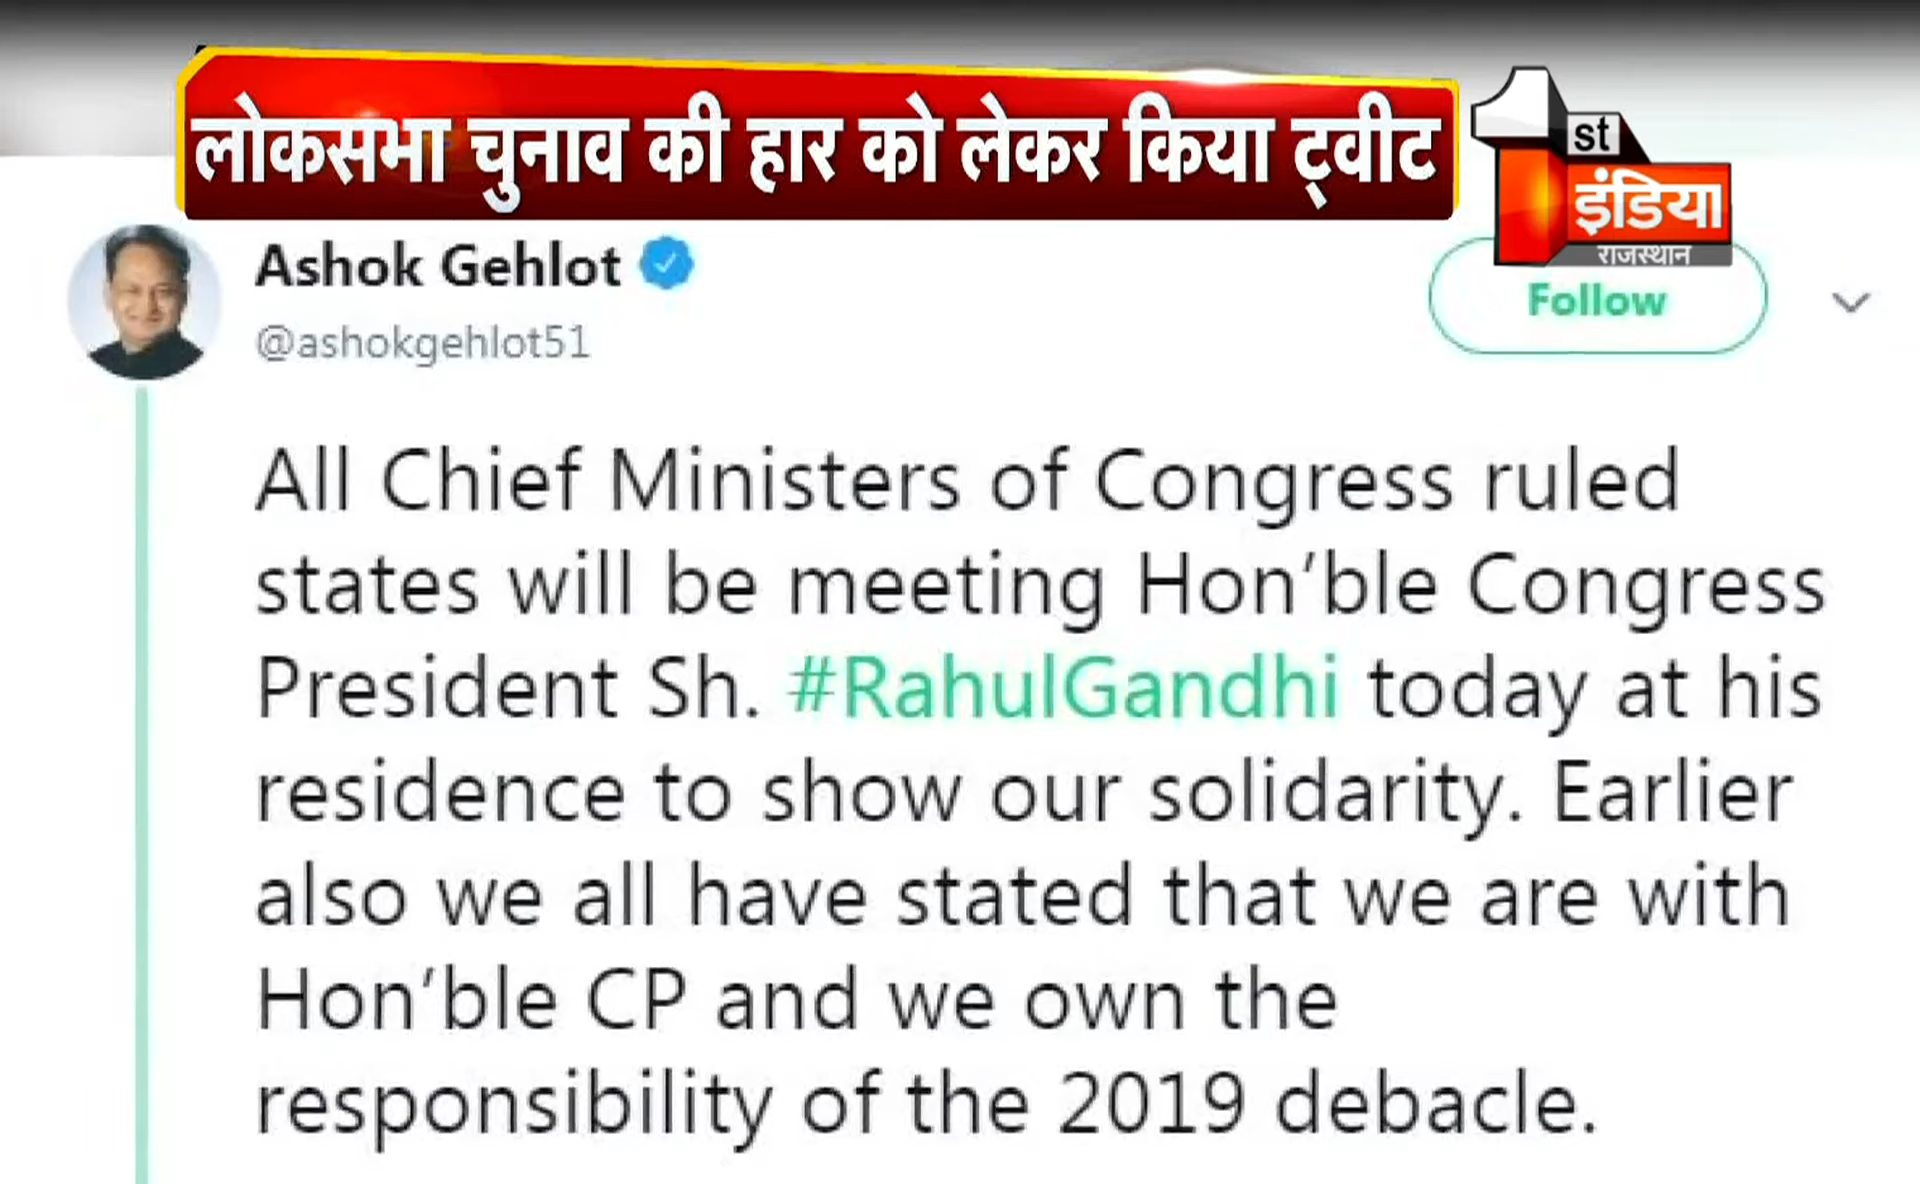 लोकसभा चुनाव की हार को लेकर किया ट्वीट
1st
इंडिया
राजस्थान
Ashok Gehlot
@ashokgehlot51
Follow
All Chief Ministers of Congress ruled
states will be meeting Hon’ble Congress
President Sh. #RahulGandhi today at his
residence to show our solidarity. Earlier
also we all have stated that we are with
Hon’ble CP and we own the
responsibility of the 2019 debacle.